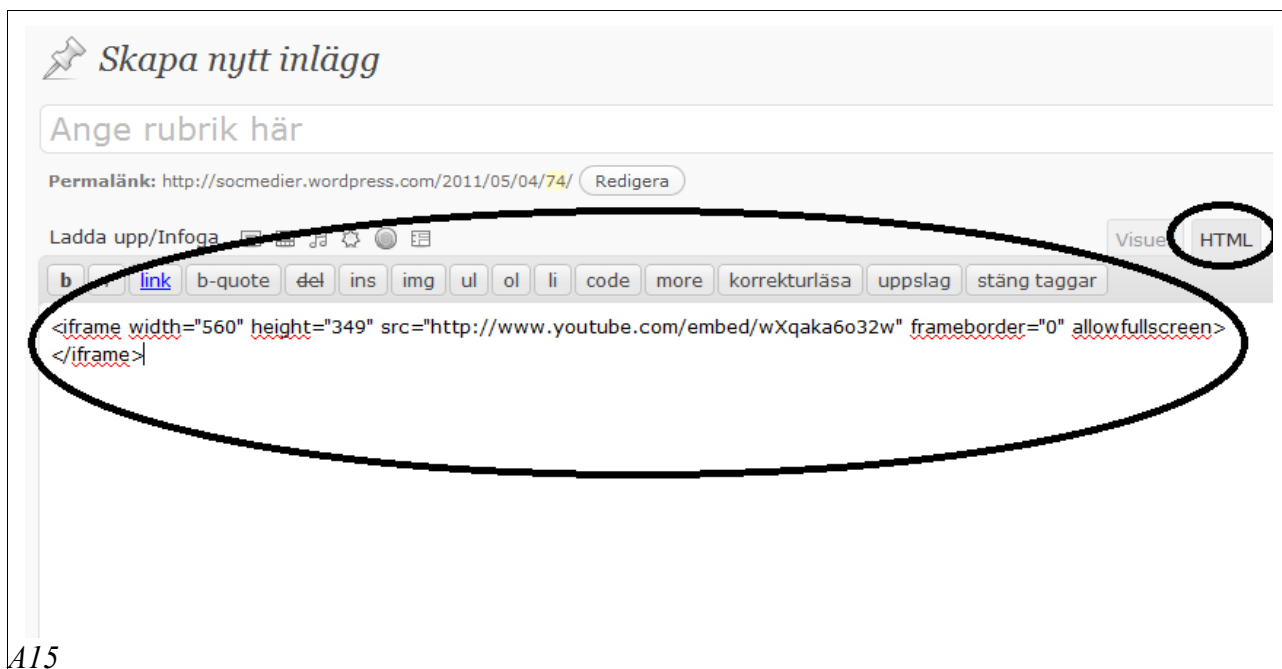 Skapa nytt inlägg
Ange rubrik här
Permalänk: http://socmedier.wordpress.com/2011/05/04/74/ Redigera
Ladda upp/Infoga
HTML
b link b-quote del ins img ul ol li code more korrekturläsa uppslag stäng taggar
<iframe width="560" height="349" src="http://www.youtube.com/embed/wXqaka6o32w" frameborder="0" allowfullscreen>
</iframe>
A15